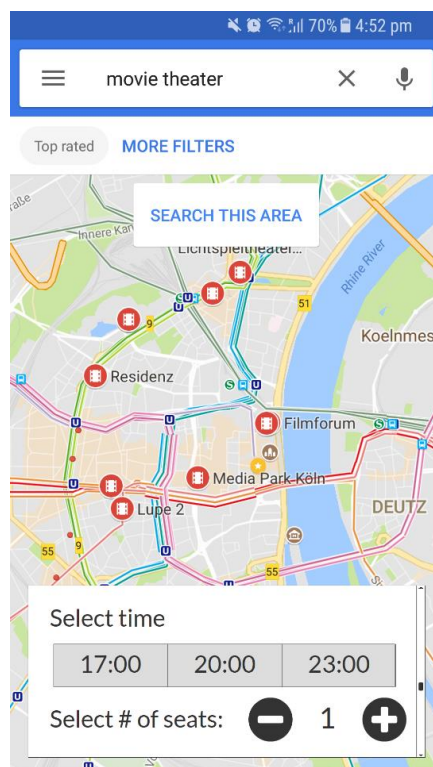 70% 4:52 pm
movie theater
Top rated
MORE FILTERS
SEARCH THIS AREA
Innere Kan
Lichtspieltheater...
Rhine River
51
9
Koelnmes
Residenz
S
U
Filmforum
S
Media Park Köln
Lupe 2
DEUTZ
55
9
55
Select time
17:00
20:00
23:00
Select # of seats:
1